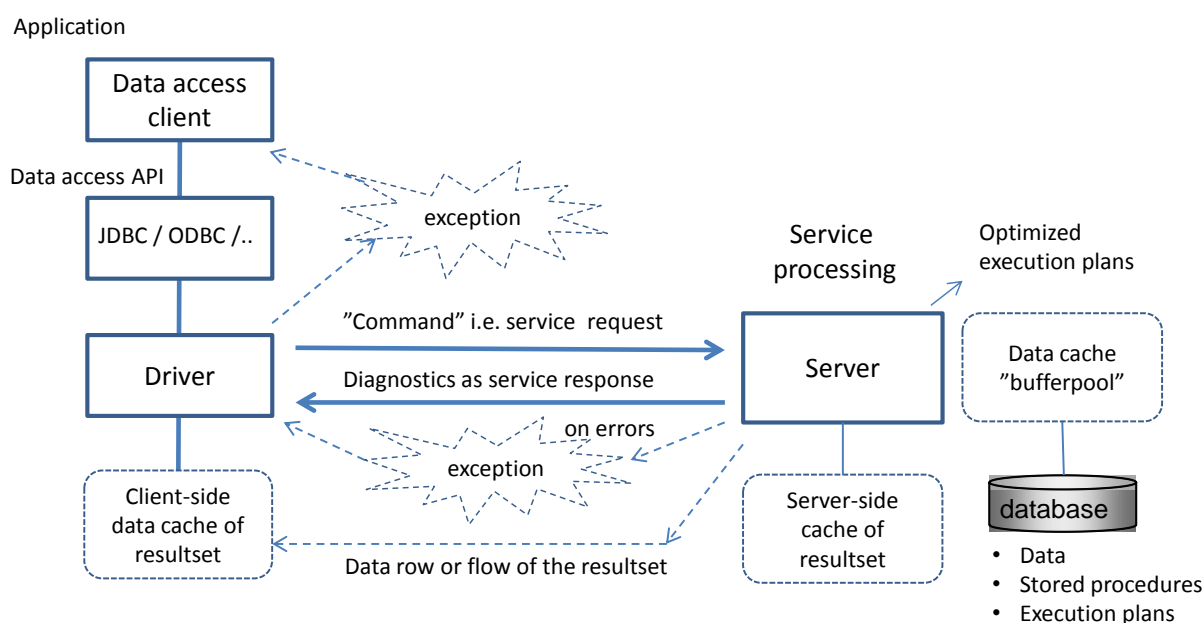 Application
Data access
client
Data access API
JDBC / ODBC /..
exception
Service
processing
Optimized
execution plans
”Command” i.e. service request
Driver
Diagnostics as service response
Server
Data cache
”bufferpool”
on errors
exception
Client-side
data cache of
resultset
Data row or flow of the resultset
Server-side
cache of
resultset
database
• Data
• Stored procedures
• Execution plans